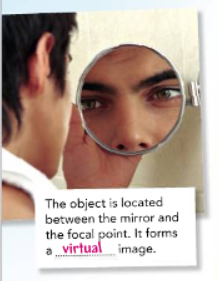 The object is located
between the mirror and
the focal point. It forms
a virtual image.